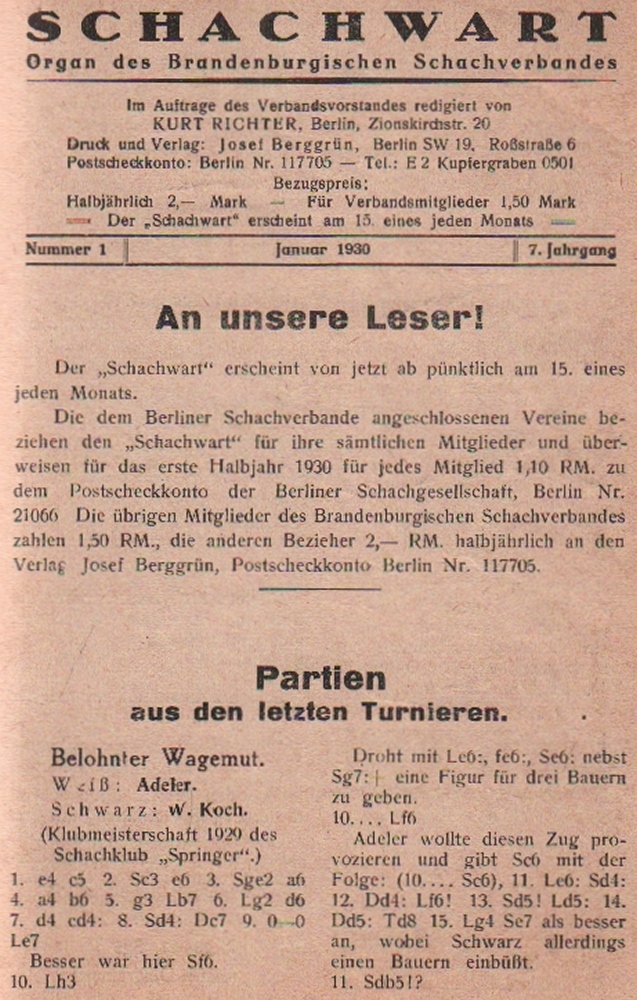 SCHACHWART
Organ des Brandenburgischen Schachverbandes
Im Auftrage des Verbandsvorstandes redigiert von
KURT RICHTER, Berlin, Zionskirchstr. 20
Druck und Verlag: Josef Berggrün, Berlin SW 19, Roßstraße 6
Postscheckkonto: Berlin Nr. 117705 — Tel.: E 2 Kupfergraben 0501
Bezugspreis:
Halbjährlich 2,— Mark — Für Verbandsmitglieder 1,50 Mark
Der „Schachwart“ erscheint am 15. eines jeden Monats
Nummer 1 Januar 1930 7. Jahrgang
An unsere Leser!
Der „Schachwart“ erscheint von jetzt ab pünktlich am 15. eines
jeden Monats.
Die dem Berliner Schachverbande angeschlossenen Vereine be-
ziehen den „Schachwart“ für ihre sämtlichen Mitglieder und über-
weisen für das erste Halbjahr 1930 für jedes Mitglied 1,10 RM. zu
dem Postscheckkonto der Berliner Schachgesellschaft, Berlin Nr.
21066 Die übrigen Mitglieder des Brandenburgischen Schachverbandes
zahlen 1,50 RM., die anderen Bezieher 2,— RM. halbjährlich an den
Verlag Josef Berggrün, Postscheckkonto Berlin Nr. 117705.
Partien
aus den letzten Turnieren.
Belohnter Wagemut.
Weiß: Adeler.
Schwarz: W. Koch.
(Klubmeisterschaft 1929 des
Schachklub „Springer“.)
1. e4 c5 2. Sc3 e6 3. Sge2 a6
4. a4 b6 5. g3 Lb7 6. Lg2 d6
7. d4 cd4: 8. Sd4: Dc7 9. 0—0
Le7
Besser war hier Sf6.
10. Lh3
Droht mit Le6:, fe6:, Se6: nebst
Sg7:† eine Figur für drei Bauern
zu geben.
10.... Lf6
Adeler wollte diesen Zug pro-
vozieren und gibt Sc6 mit der
Folge: (10.... Sc6), 11. Le6: Sd4:
12. Dd4: Lf6! 13. Sd5! Ld5: 14.
Dd5: Td8 15. Lg4 Se7 als besser
an, wobei Schwarz allerdings
einen Bauern einbüßt.
11. Sdb5!?